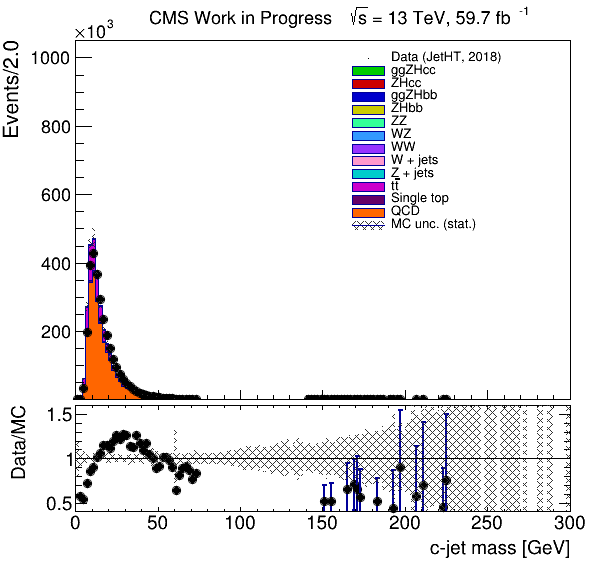 CMS Work in Progress √s = 13 TeV, 59.7 fb⁻¹
×10³
Events/2.0
1000
800
600
400
200
Data (JetHT, 2018)
ggZHcc
ZHcc
ggZHbb
ZHbb
ZZ
WZ
WW
W + jets
Z + jets
tt̅
Single top
QCD
MC unc. (stat.)
Data/MC
1.5
1
0.5
0 50 100 150 200 250 300
c-jet mass [GeV]